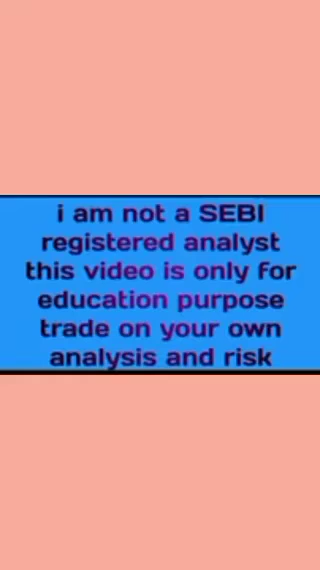 i am not a SEBI
registered analyst
this video is only for
education purpose
trade on your own
analysis and risk